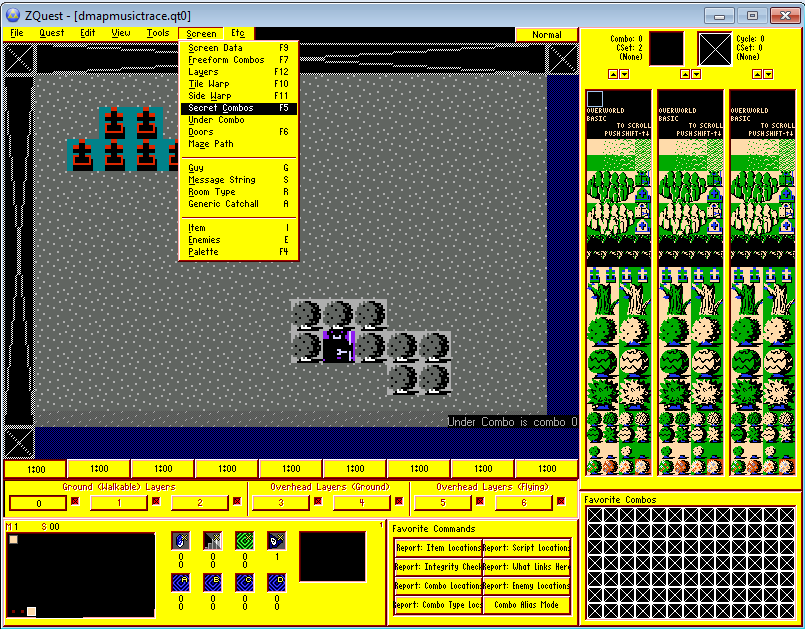 ZQuest - [dmapmusictrace.qt0]
File Quest Edit View Tools Screen Etc
Normal
Screen Data F9
Freeform Combos F7
Layers F12
Tile Warp F10
Side Warp F11
Secret Combos F5
Under Combo
Doors F6
Maze Path
Guy G
Message String S
Room Type R
Generic Catchall A
Item I
Enemies E
Palette F4
Combo: 0
CSet: 2
(None)
Cycle: 0
CSet: 0
(None)
OVERWORLD
BASIC
TO SCROLL
PUSH SHIFT-↑↓
OVERWORLD
BASIC
TO SCROLL
PUSH SHIFT-↑↓
OVERWORLD
BASIC
TO SCROLL
PUSH SHIFT-↑↓
Under Combo is combo 0
1:00 1:00 1:00 1:00 1:00 1:00 1:00 1:00 1:00
Ground (Walkable) Layers
0 1 2
Overhead Layers (Ground)
3 4
Overhead Layers (Flying)
5 6
M 1 S 00
1
0 0 0 1
0 0 0
A B C D
0 0 0 0
0 0 0 0
Favorite Commands
Report: Item Locations
Report: Script Locations
Report: Integrity Check
Report: What Links Here
Report: Combo Locations
Report: Enemy Locations
Report: Combo Type Loc
Combo Alias Mode
Favorite Combos